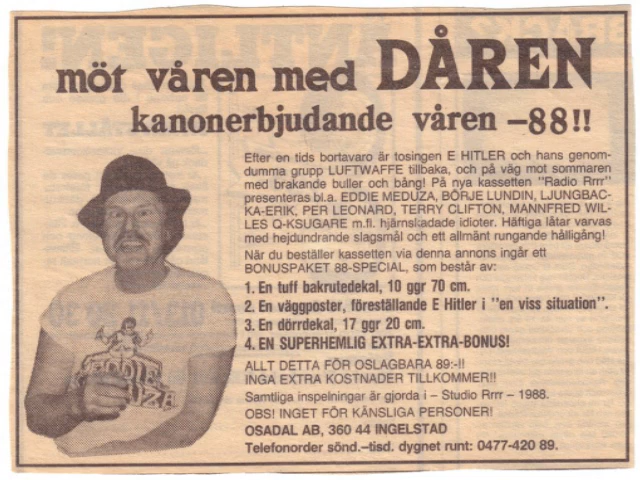 möt våren med DÅREN
kanonerbjudande våren –88!!
Efter en tids bortavaro är tosingen E HITLER och hans genom-
dumma grupp LUFTWAFFE tillbaka, och på väg mot sommaren
med brakande buller och bång! På nya kassetten "Radio Rrrr"
presenteras bl.a. EDDIE MEDUZA, BÖRJE LUNDIN, LJUNGBAC-
KA-ERIK, PER LEONARD, TERRY CLIFTON, MANNFRED WIL-
LES Q-KSUGARE m.fl. hjärnskadade idioter. Häftiga låtar varvas
med hejdundrande slagsmål och ett allmänt rungande hålligång!
När du beställer kassetten via denna annons ingår ett
BONUSPAKET 88-SPECIAL, som består av:
1. En tuff bakrutedekal, 10 ggr 70 cm.
2. En väggposter, föreställande E Hitler i "en viss situation".
3. En dörrdekal, 17 ggr 20 cm.
4. EN SUPERHEMLIG EXTRA-EXTRA-BONUS!
ALLT DETTA FÖR OSLAGBARA 89:-!!
INGA EXTRA KOSTNADER TILLKOMMER!!
Samtliga inspelningar är gjorda i – Studio Rrrr – 1988.
OBS! INGET FÖR KÄNSLIGA PERSONER!
OSADAL AB, 360 44 INGELSTAD
Telefonorder sönd.–tisd. dygnet runt: 0477-420 89.